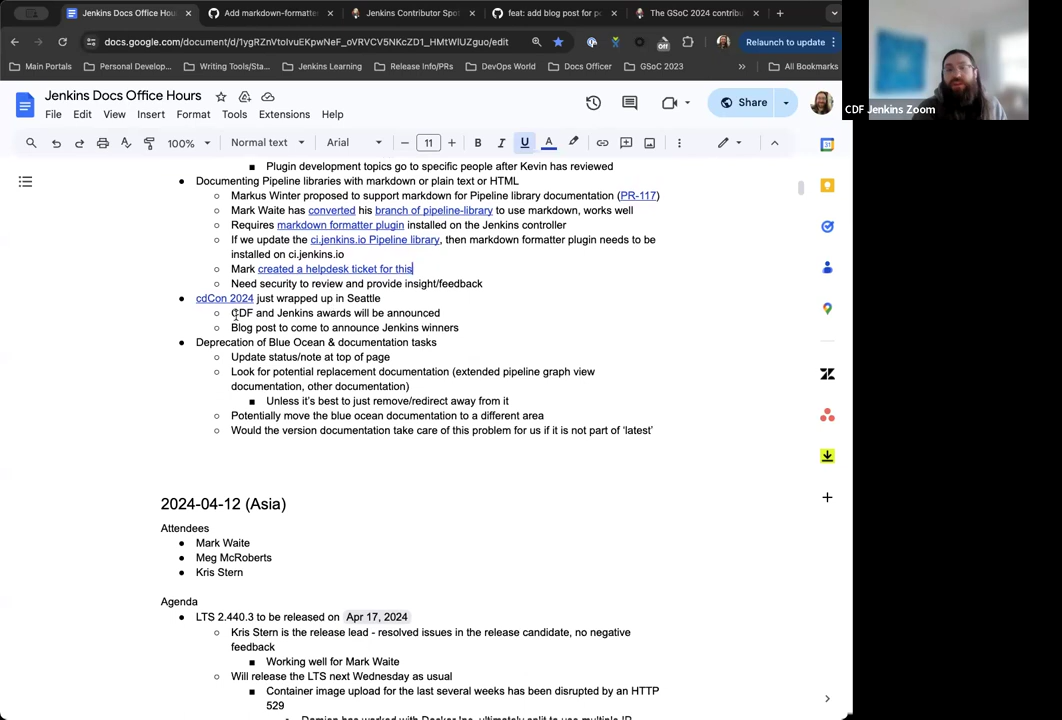 Jenkins Docs Office Hours
Add markdown-formatter
Jenkins Contributor Spo
feat: add blog post for p
The GSoC 2024 contribu
docs.google.com/document/d/1ygRZnVtolvuEKpwNeF_oVRVCV5NKcZD1_HMtWlUZguo/edit
Off
Relaunch to update
Main Portals
Personal Develop...
Writing Tools/Sta...
Jenkins Learning
Release Info/PRs
DevOps World
Docs Officer
GSoC 2023
All Bookmarks
CDF Jenkins Zoom
Jenkins Docs Office Hours
File Edit View Insert Format Tools Extensions Help
Share
100% Normal text Arial 11 B I U A
31
■ Plugin development topics go to specific people after Kevin has reviewed
● Documenting Pipeline libraries with markdown or plain text or HTML
○ Markus Winter proposed to support markdown for Pipeline library documentation (PR-117)
○ Mark Waite has converted his branch of pipeline-library to use markdown, works well
○ Requires markdown formatter plugin installed on the Jenkins controller
○ If we update the ci.jenkins.io Pipeline library, then markdown formatter plugin needs to be
installed on ci.jenkins.io
○ Mark created a helpdesk ticket for this
○ Need security to review and provide insight/feedback
● cdCon 2024 just wrapped up in Seattle
○ CDF and Jenkins awards will be announced
○ Blog post to come to announce Jenkins winners
● Deprecation of Blue Ocean & documentation tasks
○ Update status/note at top of page
○ Look for potential replacement documentation (extended pipeline graph view
documentation, other documentation)
■ Unless it's best to just remove/redirect away from it
○ Potentially move the blue ocean documentation to a different area
○ Would the version documentation take care of this problem for us if it is not part of 'latest'
2024-04-12 (Asia)
Attendees
● Mark Waite
● Meg McRoberts
● Kris Stern
Agenda
● LTS 2.440.3 to be released on Apr 17, 2024
○ Kris Stern is the release lead - resolved issues in the release candidate, no negative
feedback
■ Working well for Mark Waite
○ Will release the LTS next Wednesday as usual
■ Container image upload for the last several weeks has been disrupted by an HTTP
529
Damien has worked with Docker Inc, ultimately split to use multiple IP